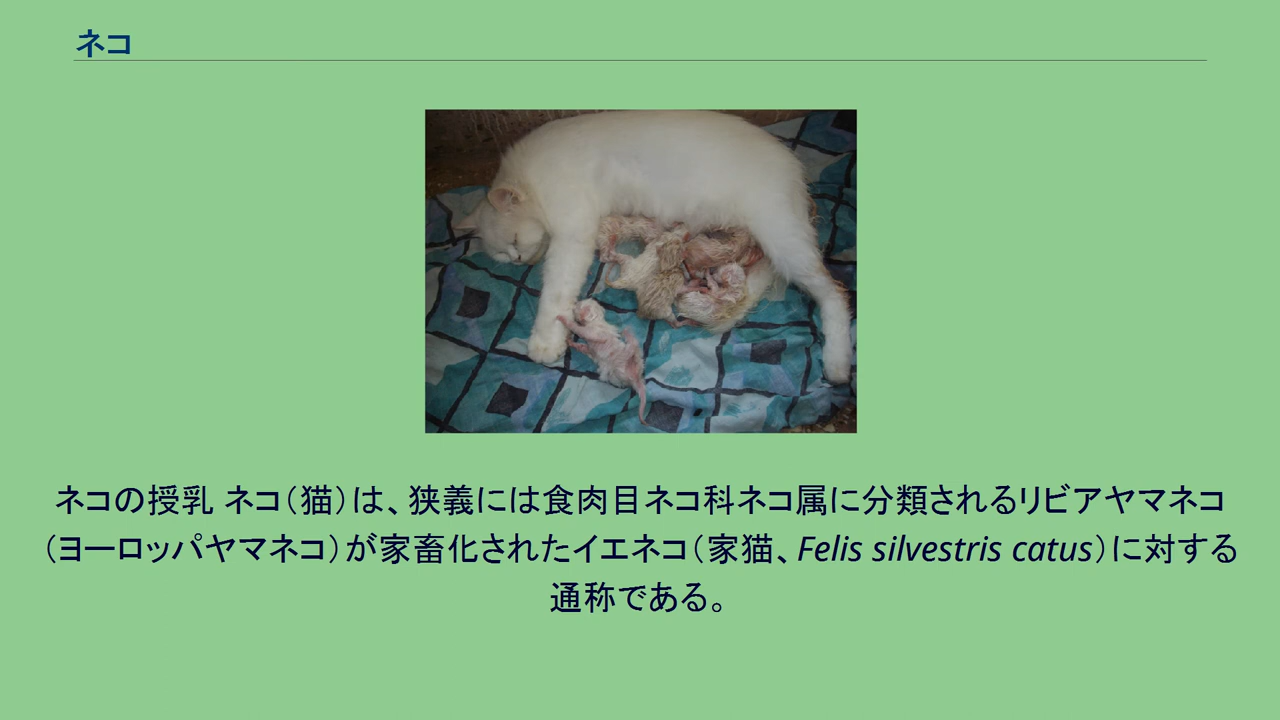 ネコ
ネコの授乳 ネコ（猫）は、狭義には食肉目ネコ科ネコ属に分類されるリビアヤマネコ
（ヨーロッパヤマネコ）が家畜化されたイエネコ（家猫、Felis silvestris catus）に対する
通称である。